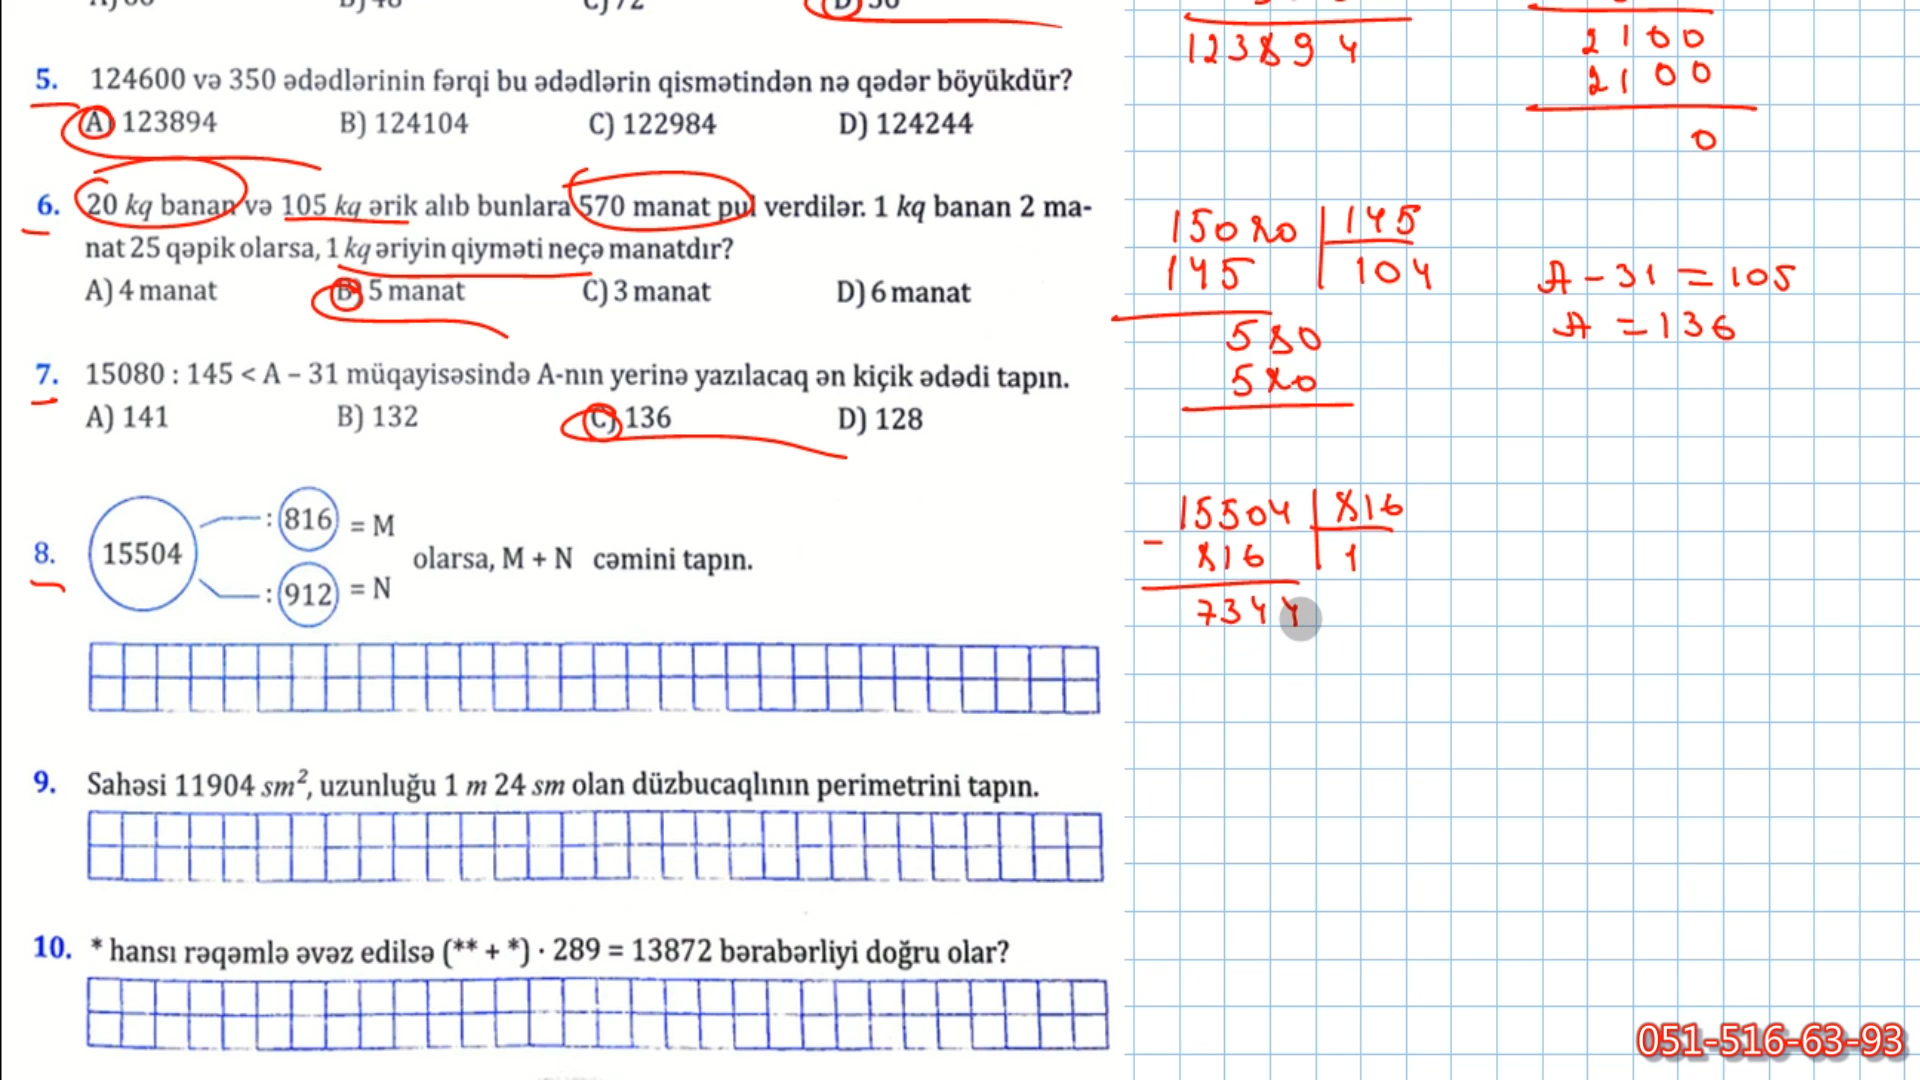 5. 124600 və 350 ədədlərinin fərqi bu ədədlərin qismətindən nə qədər böyükdür?
A) 123894 B) 124104 C) 122984 D) 124244
6. 20 kq banan və 105 kq ərik alıb bunlara 570 manat pul verdilər. 1 kq banan 2 ma-
nat 25 qəpik olarsa, 1 kq əriyin qiyməti neçə manatdır?
A) 4 manat B) 5 manat C) 3 manat D) 6 manat
7. 15080 : 145 < A – 31 müqayisəsində A-nın yerinə yazılacaq ən kiçik ədədi tapın.
A) 141 B) 132 C) 136 D) 128
8. 15504
: 816 = M
: 912 = N
olarsa, M + N cəmini tapın.
9. Sahəsi 11904 sm², uzunluğu 1 m 24 sm olan düzbucaqlının perimetrini tapın.
10. * hansı rəqəmlə əvəz edilsə (** + *) · 289 = 13872 bərabərliyi doğru olar?
123894
2100
2100
0
15080 145
145 104
580
580
A - 31 = 105
A = 136
15504 816
- 816 1
7344
051-516-63-93